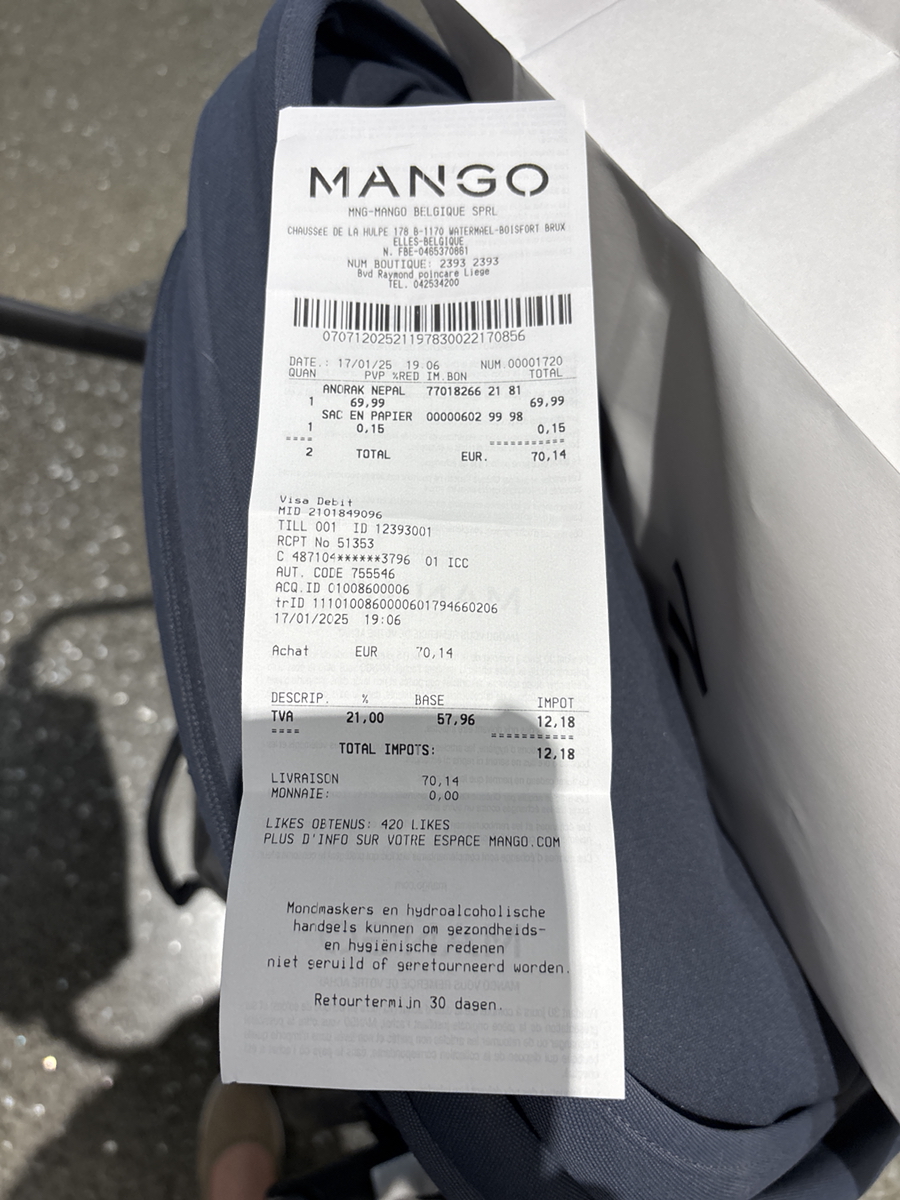 MANGO
MNG-MANGO BELGIQUE SPRL
CHAUSSéE DE LA HULPE 178 B-1170 WATERMAEL-BOISFORT BRUX
ELLES-BELGIQUE
N. FBE-0465370861
NUM BOUTIQUE: 2393 2393
Bvd Raymond poincare Liege
TEL. 042534200
07071202521197830022170856
DATE.: 17/01/25 19:06 NUM.00001720
QUAN PVP %RED IM.BON TOTAL
ANORAK NEPAL 77018266 21 81
1 69,99 69,99
SAC EN PAPIER 00000602 99 98
1 0,15 0,15
==== ===========
2 TOTAL EUR. 70,14
Visa Debit
MID 2101849096
TILL 001 ID 12393001
RCPT No 51353
C 487104******3796 01 ICC
AUT. CODE 755546
ACQ.ID 01008600006
trID 1110100860000601794660206
17/01/2025 19:06
Achat EUR 70,14
DESCRIP. % BASE IMPOT
TVA 21,00 57,96 12,18
==== ===========
TOTAL IMPOTS: 12,18
LIVRAISON 70,14
MONNAIE: 0,00
LIKES OBTENUS: 420 LIKES
PLUS D'INFO SUR VOTRE ESPACE MANGO.COM
Mondmaskers en hydroalcoholische
handgels kunnen om gezondheids-
en hygiënische redenen
niet geruild of geretourneerd worden.
Retourtermijn 30 dagen.